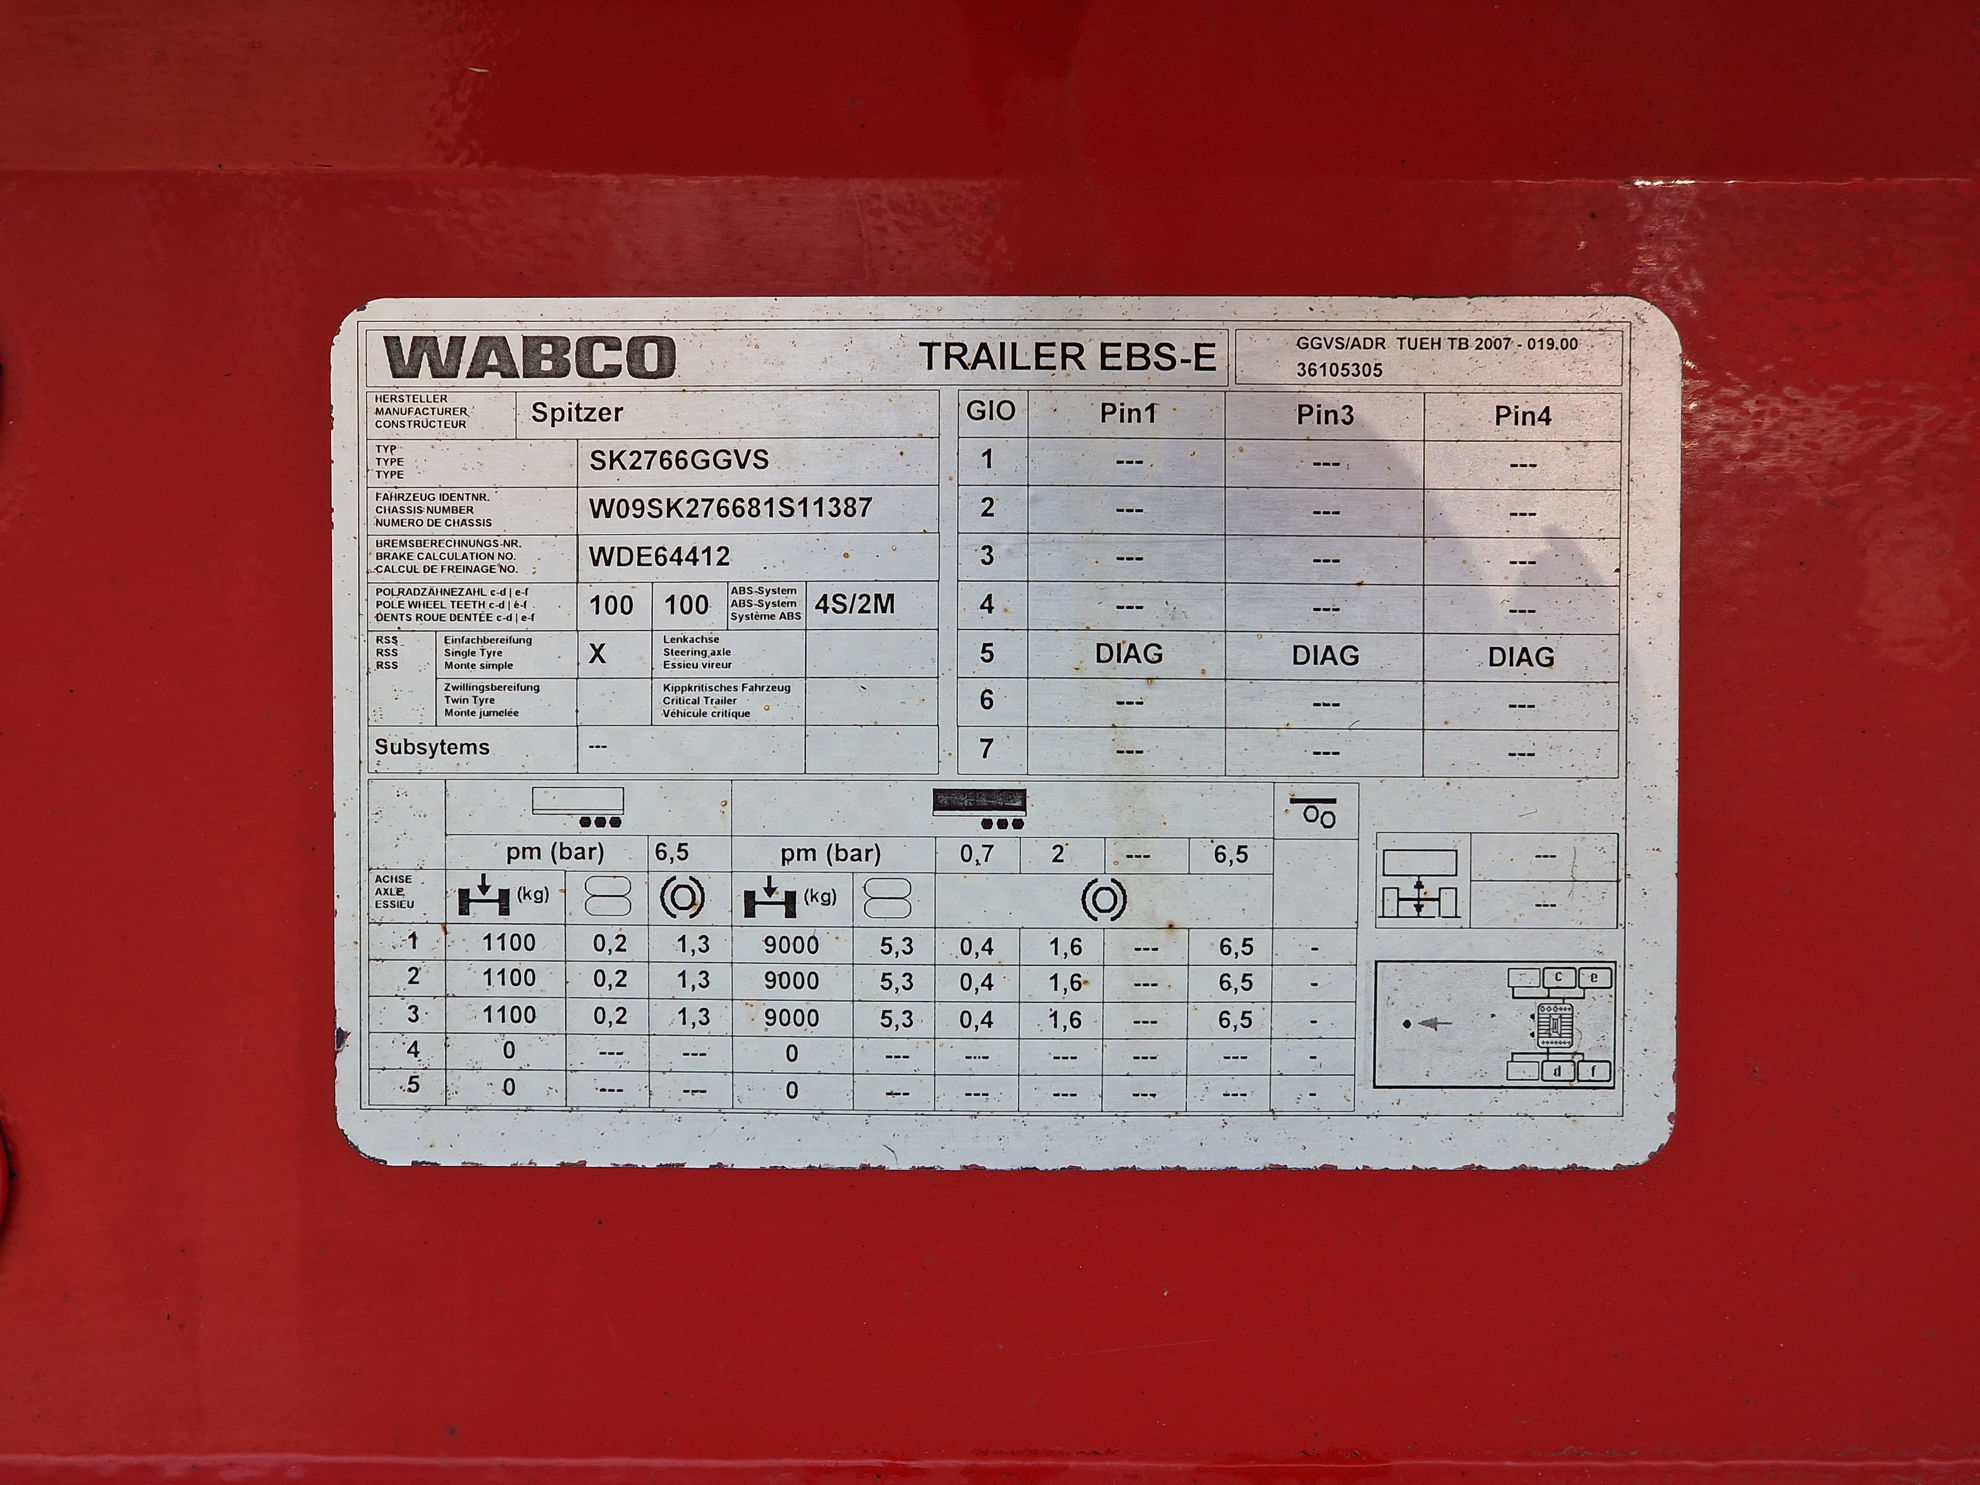 WABCO TRAILER EBS-E
GGVS/ADR TUEH TB 2007 - 019.00
36105305
HERSTELLER
MANUFACTURER
CONSTRUCTEUR
Spitzer
TYP
TYPE
TYPE
SK2766GGVS
FAHRZEUG IDENTNR.
CHASSIS NUMBER
NUMERO DE CHASSIS
W09SK276681S11387
BREMSBERECHNUNGS-NR.
BRAKE CALCULATION NO.
CALCUL DE FREINAGE NO.
WDE64412
POLRADZÄHNEZAHL c-d | e-f
POLE WHEEL TEETH c-d | e-f
DENTS ROUE DENTÉE c-d | e-f
100 100
ABS-System
ABS-System
Système ABS
4S/2M
RSS
RSS
RSS
Einfachbereifung
Single Tyre
Monte simple
X
Lenkachse
Steering axle
Essieu vireur
Zwillingsbereifung
Twin Tyre
Monte jumelée
Kippkritisches Fahrzeug
Critical Trailer
Véhicule critique
Subsytems ---
GIO Pin1 Pin3 Pin4
1 --- --- ---
2 --- --- ---
3 --- --- ---
4 --- --- ---
5 DIAG DIAG DIAG
6 --- --- ---
7 --- --- ---
pm (bar) 6,5 pm (bar) 0,7 2 --- 6,5
ACHSE
AXLE
ESSIEU
(kg) (kg)
1 1100 0,2 1,3 9000 5,3 0,4 1,6 --- 6,5 -
2 1100 0,2 1,3 9000 5,3 0,4 1,6 --- 6,5 -
3 1100 0,2 1,3 9000 5,3 0,4 1,6 --- 6,5 -
4 0 --- --- 0 --- --- --- --- --- -
5 0 --- --- 0 --- --- --- --- --- -
---
---
c e
d f